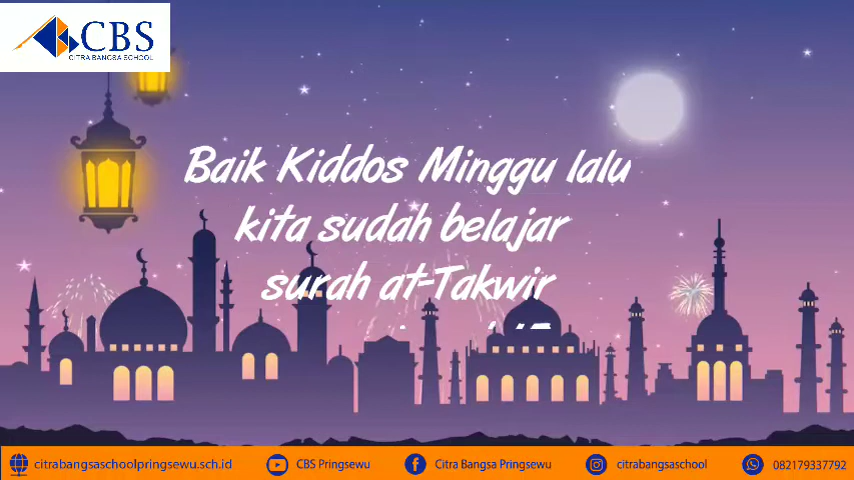 CBS
CITRA BANGSA SCHOOL
Baik Kiddos Minggu lalu
kita sudah belajar
surah at-Takwir
citrabangsaschoolpringsewu.sch.id
CBS Pringsewu
Citra Bangsa Pringsewu
citrabangsaschool
082179337792